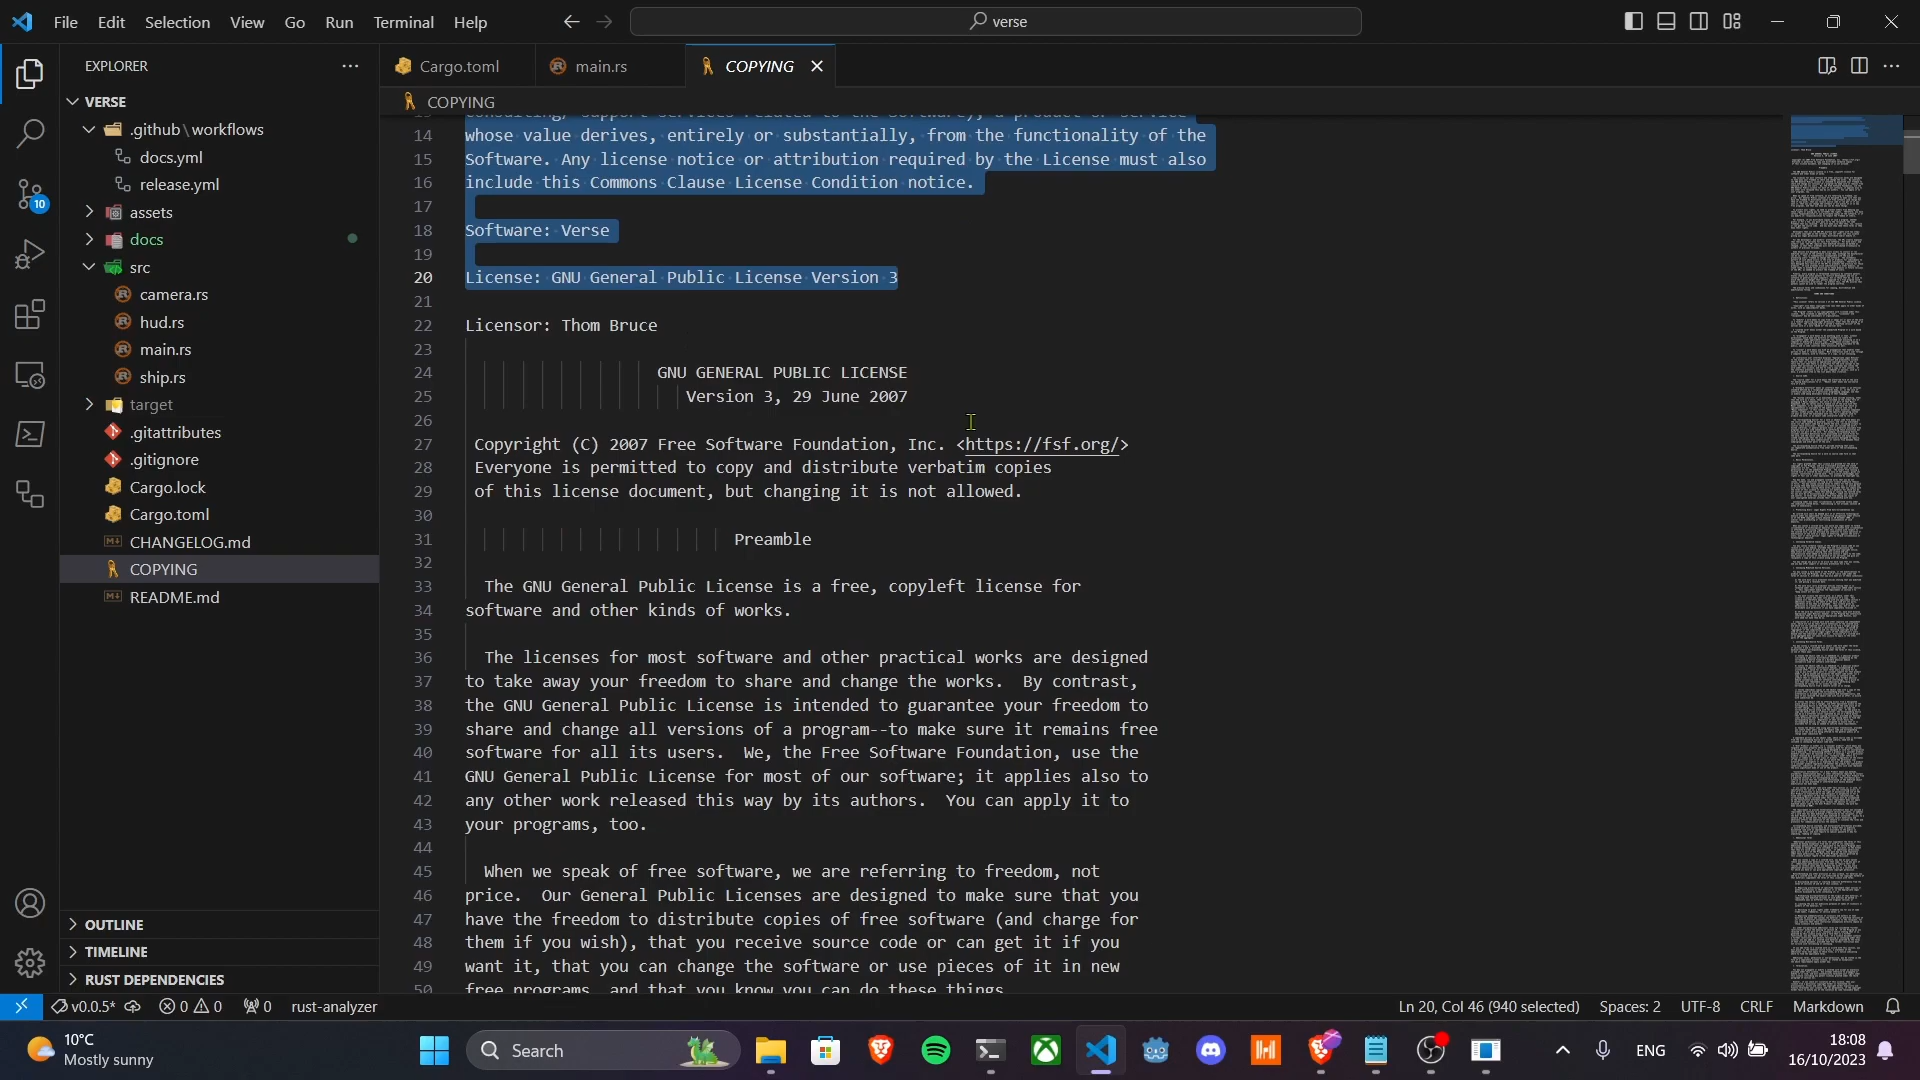 File Edit Selection View Go Run Terminal Help
verse
EXPLORER
VERSE
.github\workflows
docs.yml
release.yml
assets
docs
src
camera.rs
hud.rs
main.rs
ship.rs
target
.gitattributes
.gitignore
Cargo.lock
Cargo.toml
CHANGELOG.md
COPYING
README.md
OUTLINE
TIMELINE
RUST DEPENDENCIES
10
Cargo.toml main.rs COPYING
COPYING
14 whose value derives, entirely or substantially, from the functionality of the
15 Software. Any license notice or attribution required by the License must also
16 include this Commons Clause License Condition notice.
17
18 Software: Verse
19
20 License: GNU General Public License Version 3
21
22 Licensor: Thom Bruce
23
24 GNU GENERAL PUBLIC LICENSE
25 Version 3, 29 June 2007
26
27 Copyright (C) 2007 Free Software Foundation, Inc. <https://fsf.org/>
28 Everyone is permitted to copy and distribute verbatim copies
29 of this license document, but changing it is not allowed.
30
31 Preamble
32
33 The GNU General Public License is a free, copyleft license for
34 software and other kinds of works.
35
36 The licenses for most software and other practical works are designed
37 to take away your freedom to share and change the works.  By contrast,
38 the GNU General Public License is intended to guarantee your freedom to
39 share and change all versions of a program--to make sure it remains free
40 software for all its users.  We, the Free Software Foundation, use the
41 GNU General Public License for most of our software; it applies also to
42 any other work released this way by its authors.  You can apply it to
43 your programs, too.
44
45 When we speak of free software, we are referring to freedom, not
46 price.  Our General Public Licenses are designed to make sure that you
47 have the freedom to distribute copies of free software (and charge for
48 them if you wish), that you receive source code or can get it if you
49 want it, that you can change the software or use pieces of it in new
50 free programs, and that you know you can do these things.
v0.0.5* 0 0 0 rust-analyzer
Ln 20, Col 46 (940 selected) Spaces: 2 UTF-8 CRLF Markdown
10°C
Mostly sunny
Search
ENG
18:08
16/10/2023